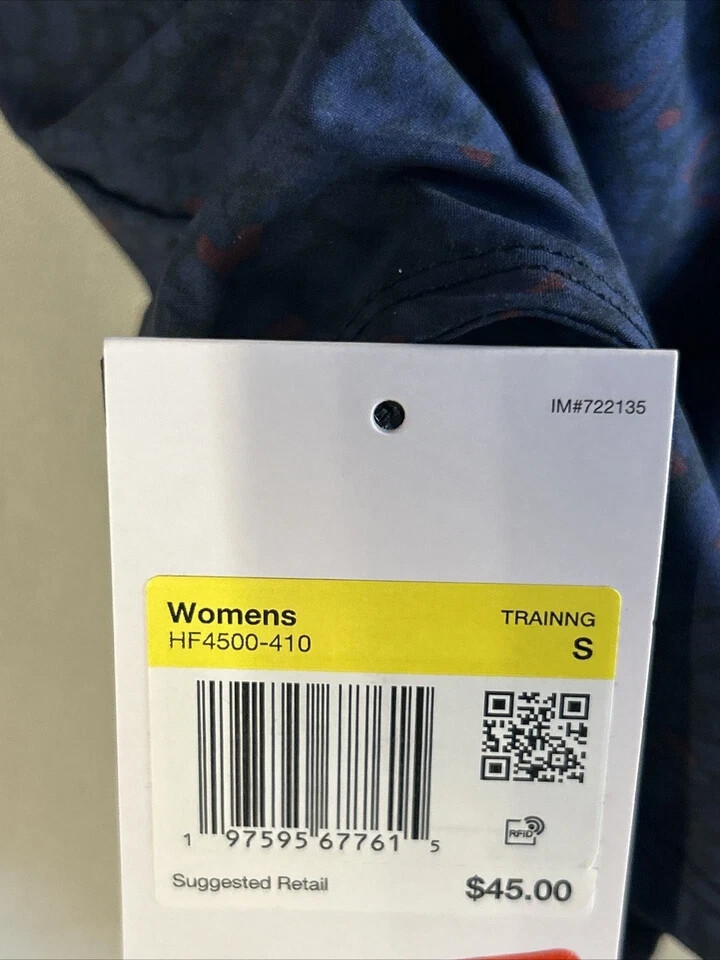 IM#722135
Womens TRAINNG
HF4500-410 S
1 97595 67761 5
RFID
Suggested Retail $45.00